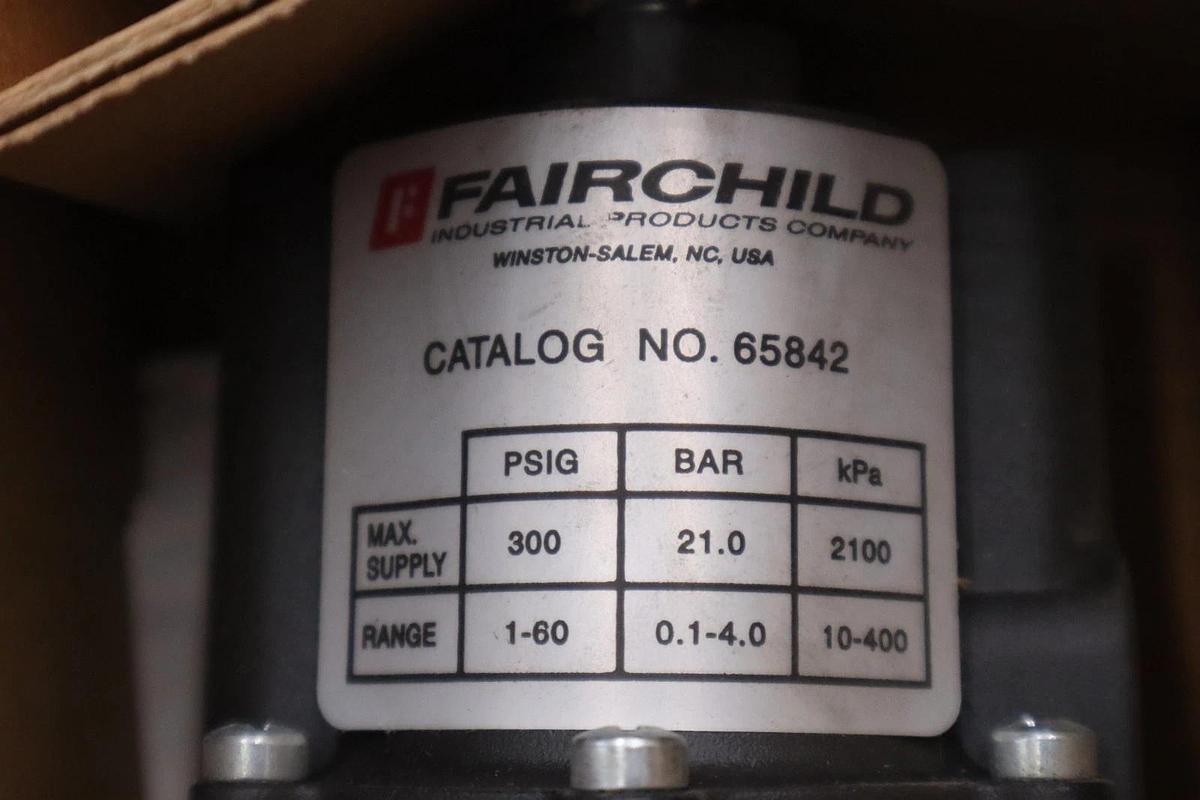 FAIRCHILD
INDUSTRIAL PRODUCTS COMPANY
WINSTON-SALEM, NC, USA
CATALOG NO. 65842
PSIG BAR kPa
MAX. SUPPLY 300 21.0 2100
RANGE 1-60 0.1-4.0 10-400